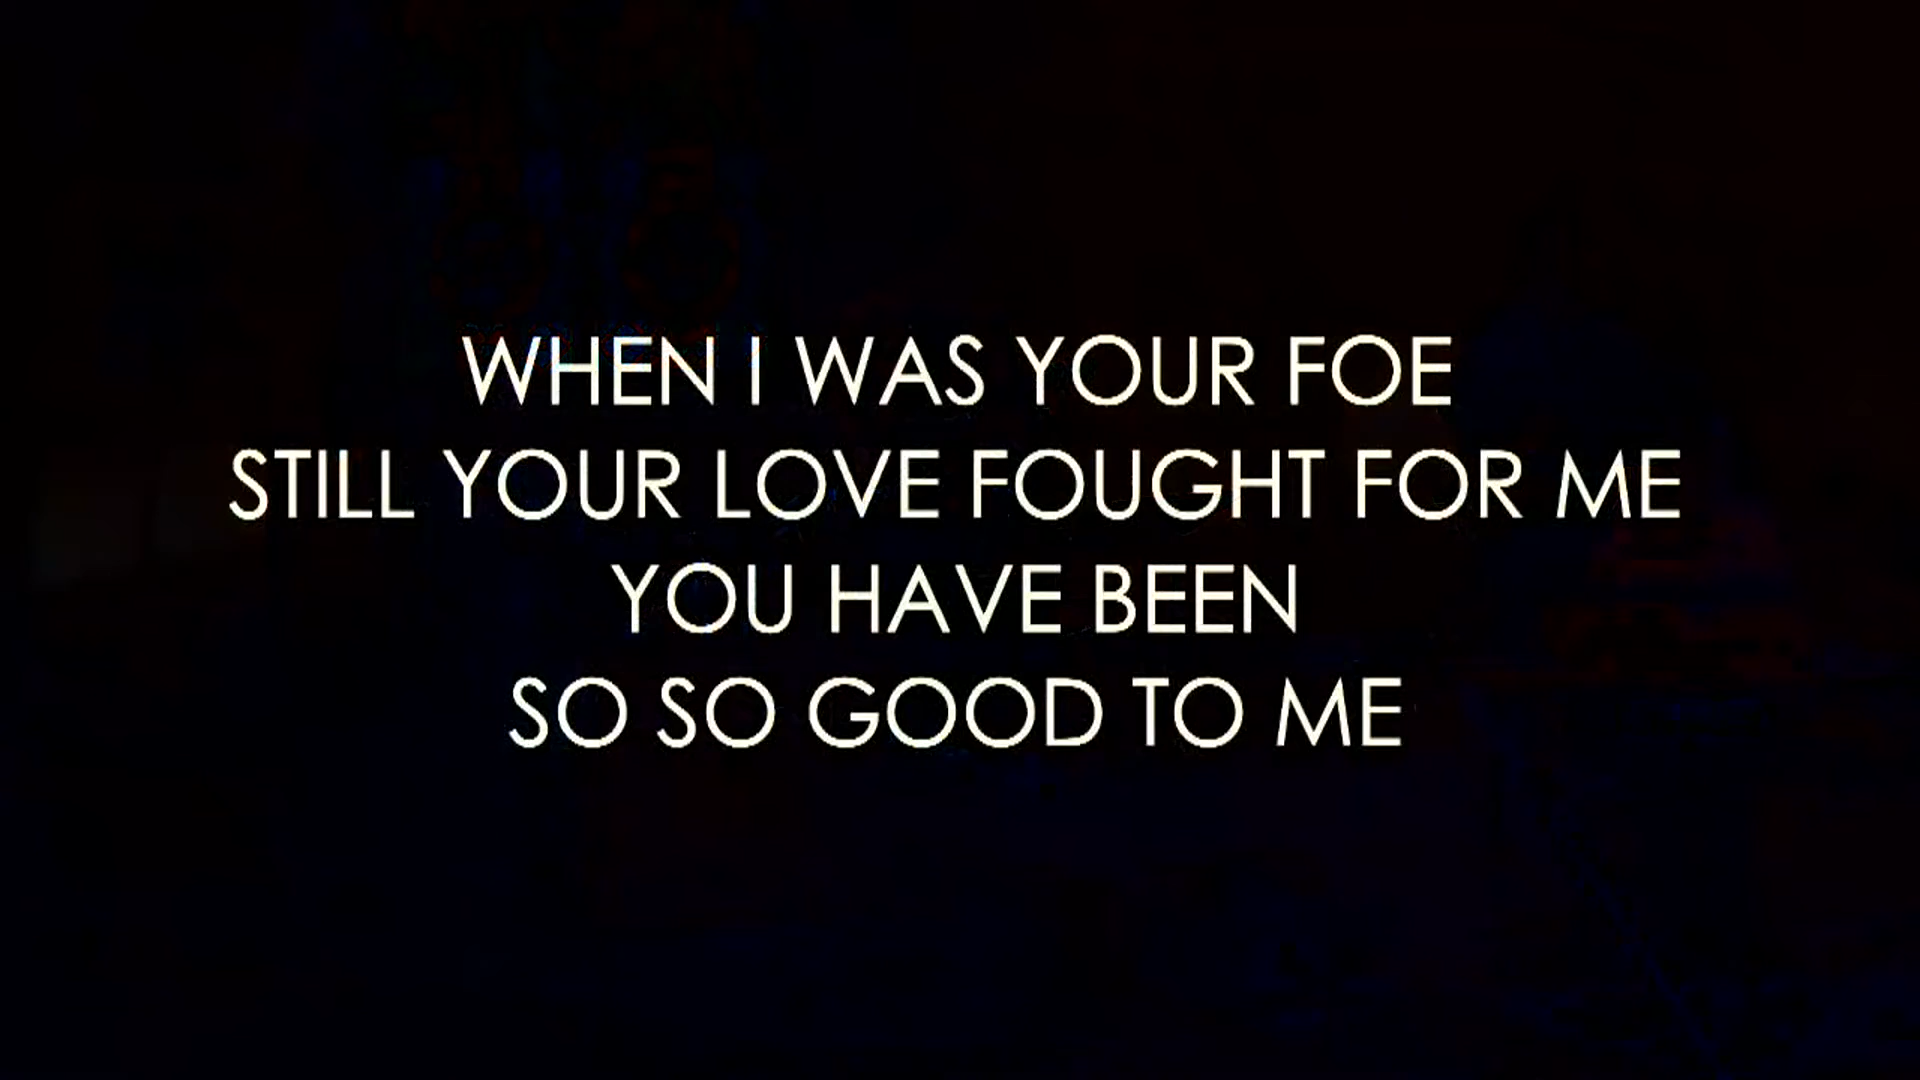 WHEN I WAS YOUR FOE
STILL YOUR LOVE FOUGHT FOR ME
YOU HAVE BEEN
SO SO GOOD TO ME